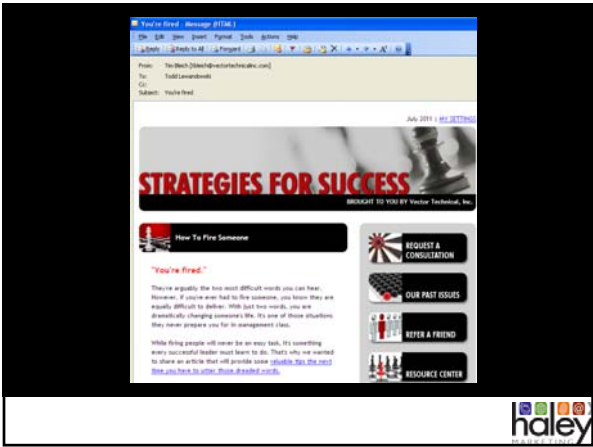 You're fired - Message (HTML)
File Edit View Insert Format Tools Actions Help
Reply Reply to All Forward
From: Tex Bleich [tbleich@vectortechnicalinc.com]
To: Todd Lewandowski
Cc:
Subject: You're fired
July 2011 | MY SETTINGS
STRATEGIES FOR SUCCESS
BROUGHT TO YOU BY Vector Technical, Inc.
How To Fire Someone
"You're fired."
They're arguably the two most difficult words you can hear.
However, if you've ever had to fire someone, you know they are
equally difficult to deliver. With just two words, you are
dramatically changing someone's life. It's one of those situations
they never prepare you for in management class.
While firing people will never be an easy task, it's something
every successful leader must learn to do. That's why we wanted
to share an article that will provide some valuable tips the next
time you have to utter those dreaded words.
REQUEST A
CONSULTATION
OUR PAST ISSUES
REFER A FRIEND
RESOURCE CENTER
haley
MARKETING